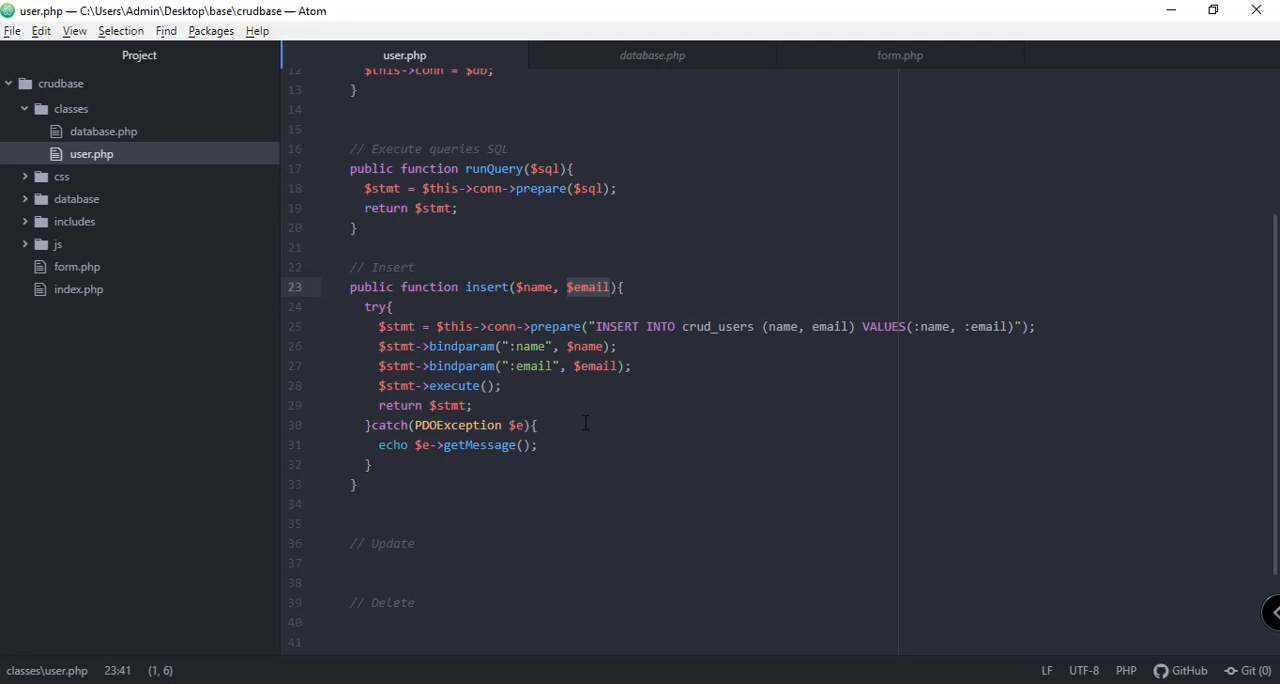 user.php — C:\Users\Admin\Desktop\base\crudbase — Atom
File Edit View Selection Find Packages Help
Project
user.php
database.php
form.php
crudbase
classes
database.php
user.php
css
database
includes
js
form.php
index.php
12 $this->conn = $db;
13 }
14
15
16 // Execute queries SQL
17 public function runQuery($sql){
18 $stmt = $this->conn->prepare($sql);
19 return $stmt;
20 }
21
22 // Insert
23 public function insert($name, $email){
24 try{
25 $stmt = $this->conn->prepare("INSERT INTO crud_users (name, email) VALUES(:name, :email)");
26 $stmt->bindparam(":name", $name);
27 $stmt->bindparam(":email", $email);
28 $stmt->execute();
29 return $stmt;
30 }catch(PDOException $e){
31 echo $e->getMessage();
32 }
33 }
34
35
36 // Update
37
38
39 // Delete
40
41
classes\user.php 23:41 (1, 6) LF UTF-8 PHP GitHub Git (0)